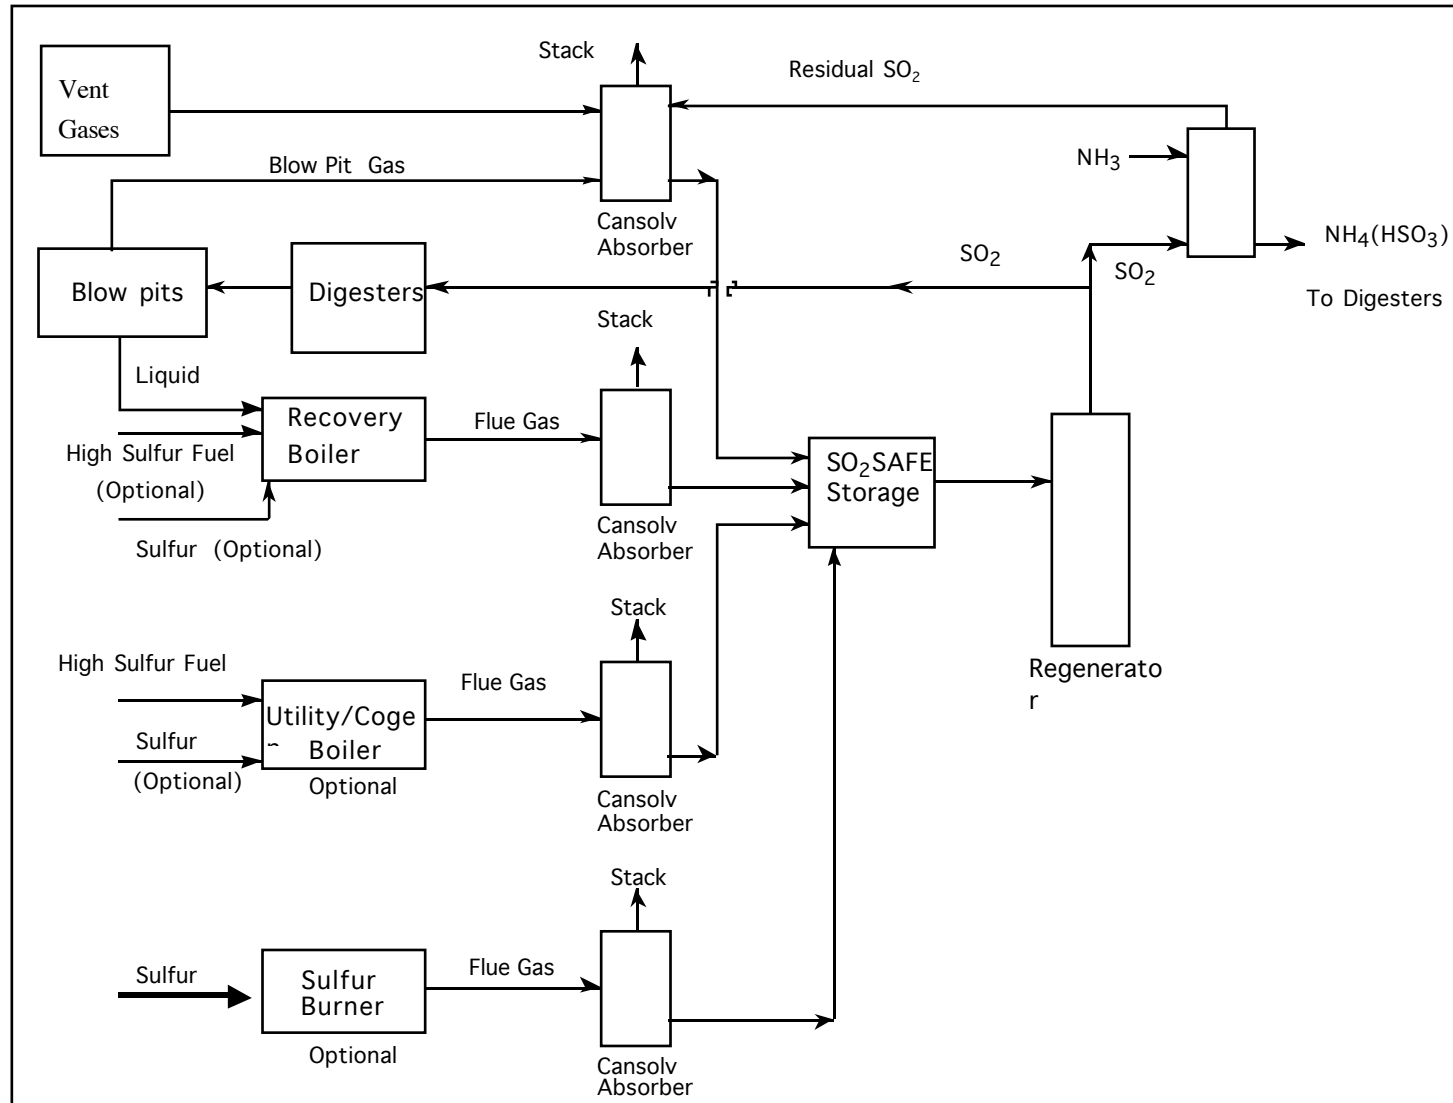 Stack
Residual SO₂
Vent
Gases
NH₃
Blow Pit Gas
Cansolv
Absorber
NH₄(HSO₃)
SO₂
SO₂
To Digesters
Blow pits
Digesters
Stack
Liquid
Recovery
Boiler
Flue Gas
High Sulfur Fuel
(Optional)
SO₂SAFE
Storage
Sulfur (Optional)
Cansolv
Absorber
Stack
High Sulfur Fuel
Flue Gas
Regenerato
r
Utility/Coge
Boiler
Sulfur
(Optional)
Optional
Cansolv
Absorber
Stack
Sulfur
Sulfur
Burner
Flue Gas
Optional
Cansolv
Absorber